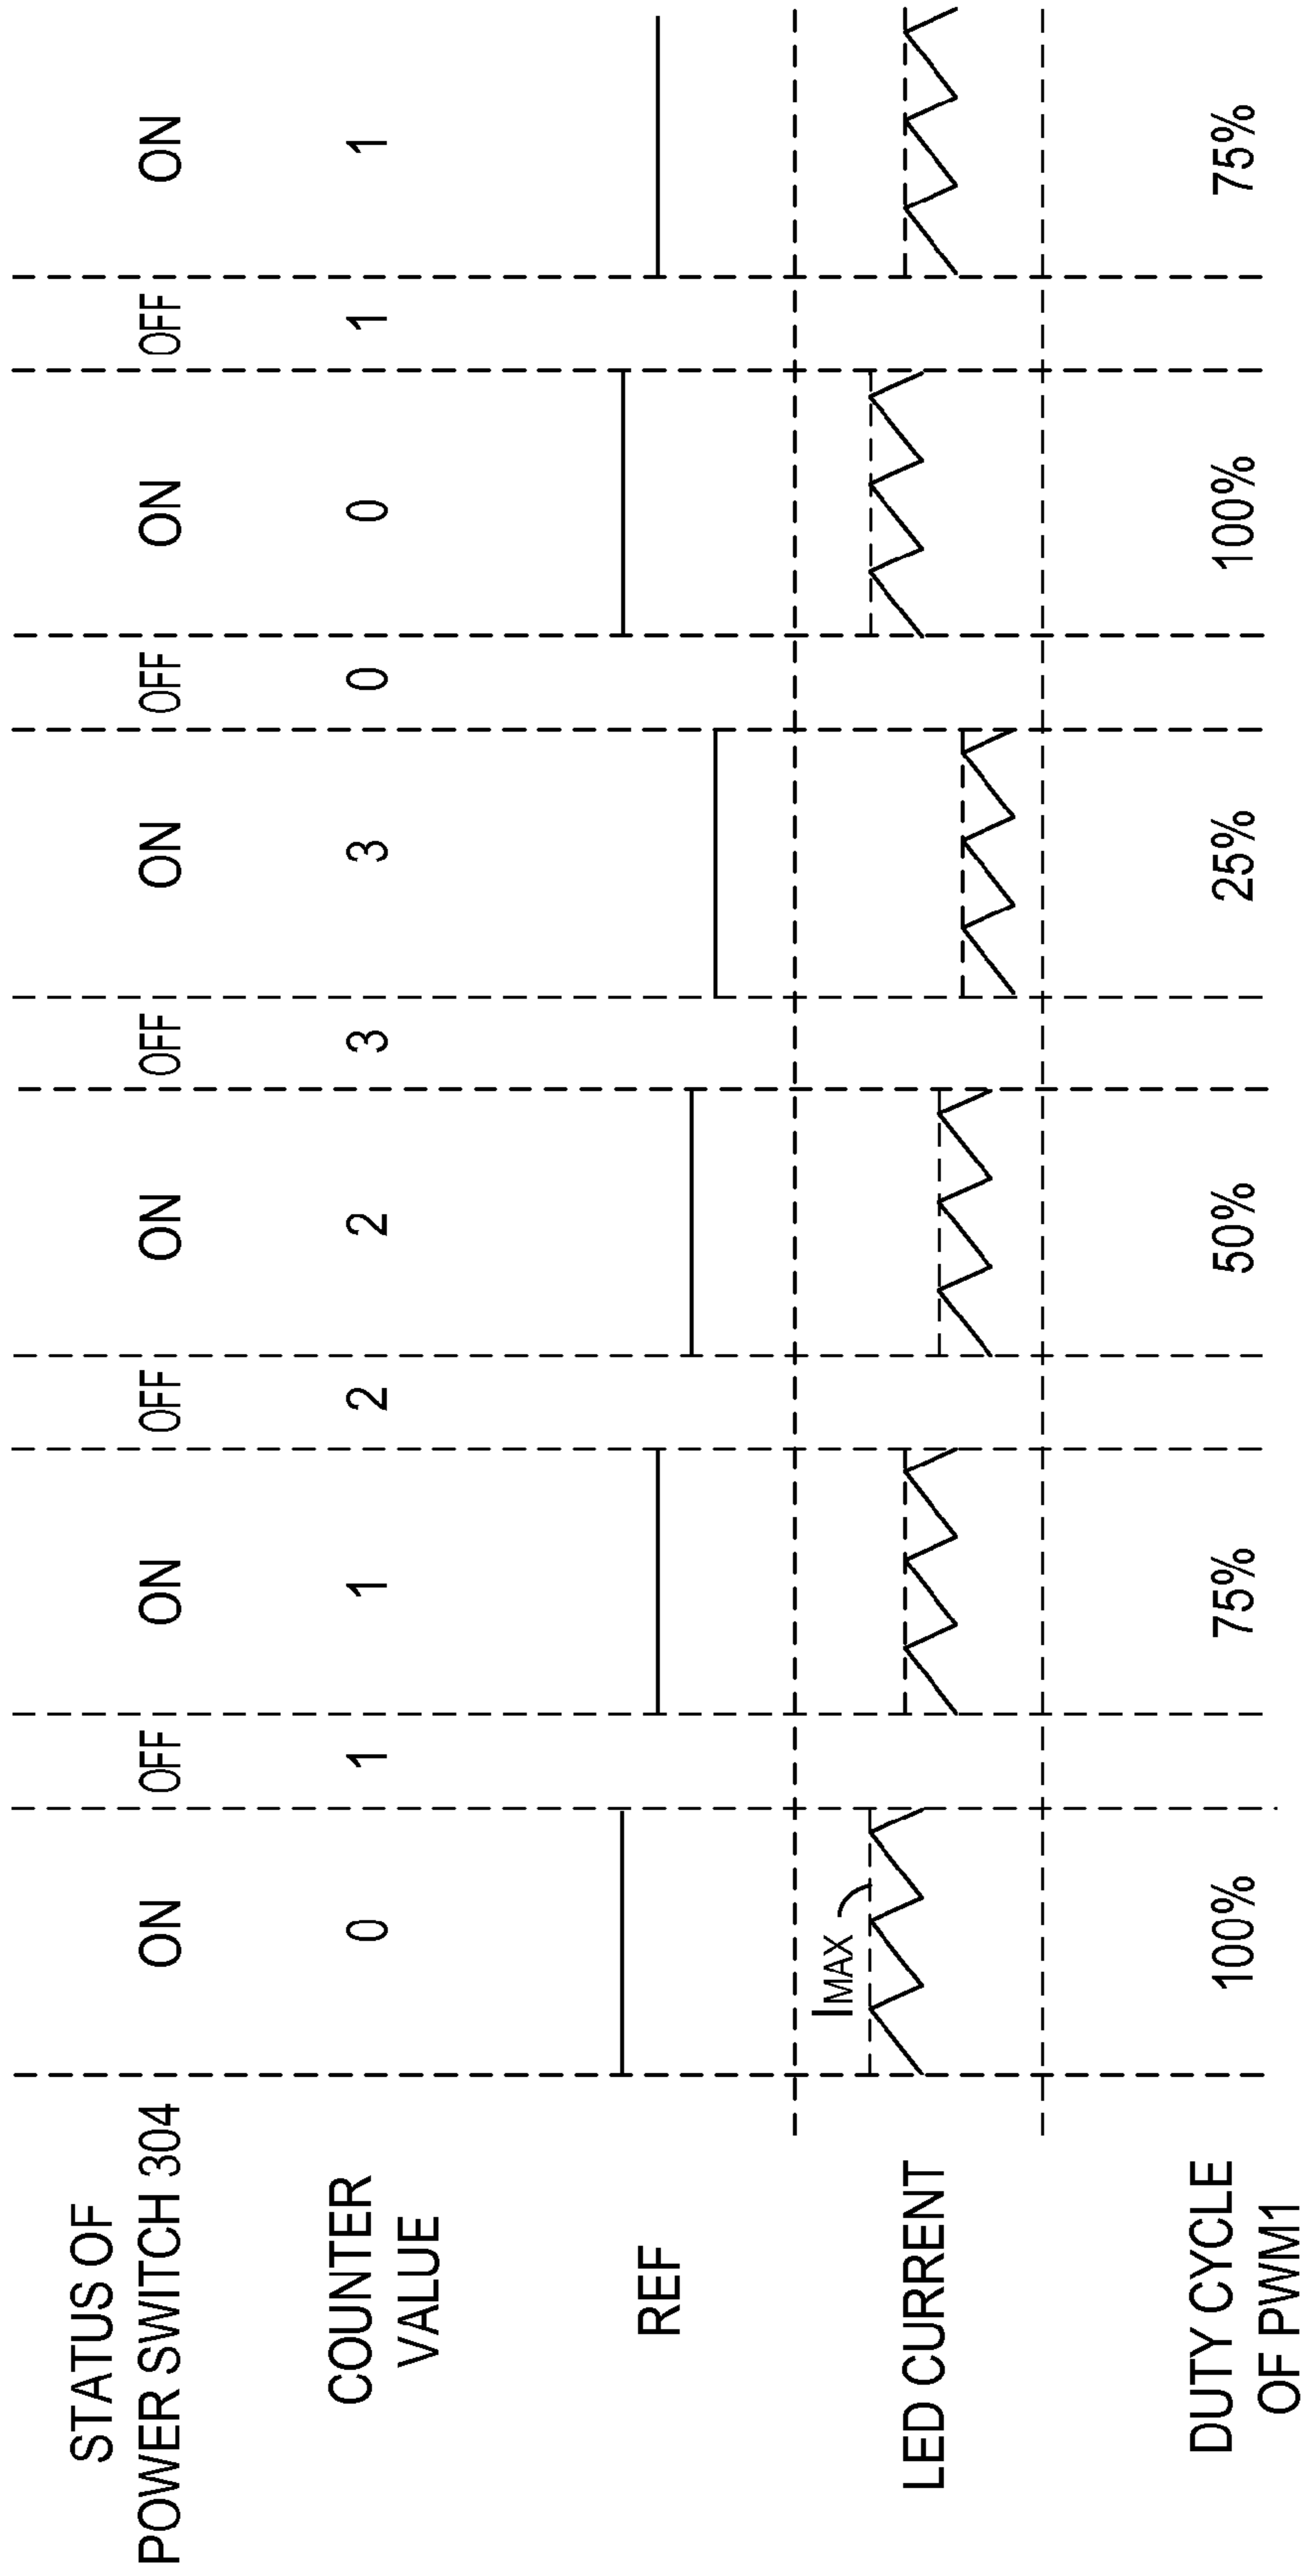 STATUS OF
POWER SWITCH 304
ON OFF ON OFF ON OFF ON OFF ON OFF ON
COUNTER
VALUE
0 1 1 2 2 3 3 0 0 1 1
REF
LED CURRENT
IMAX
DUTY CYCLE
OF PWM1
100% 75% 50% 25% 100% 75%